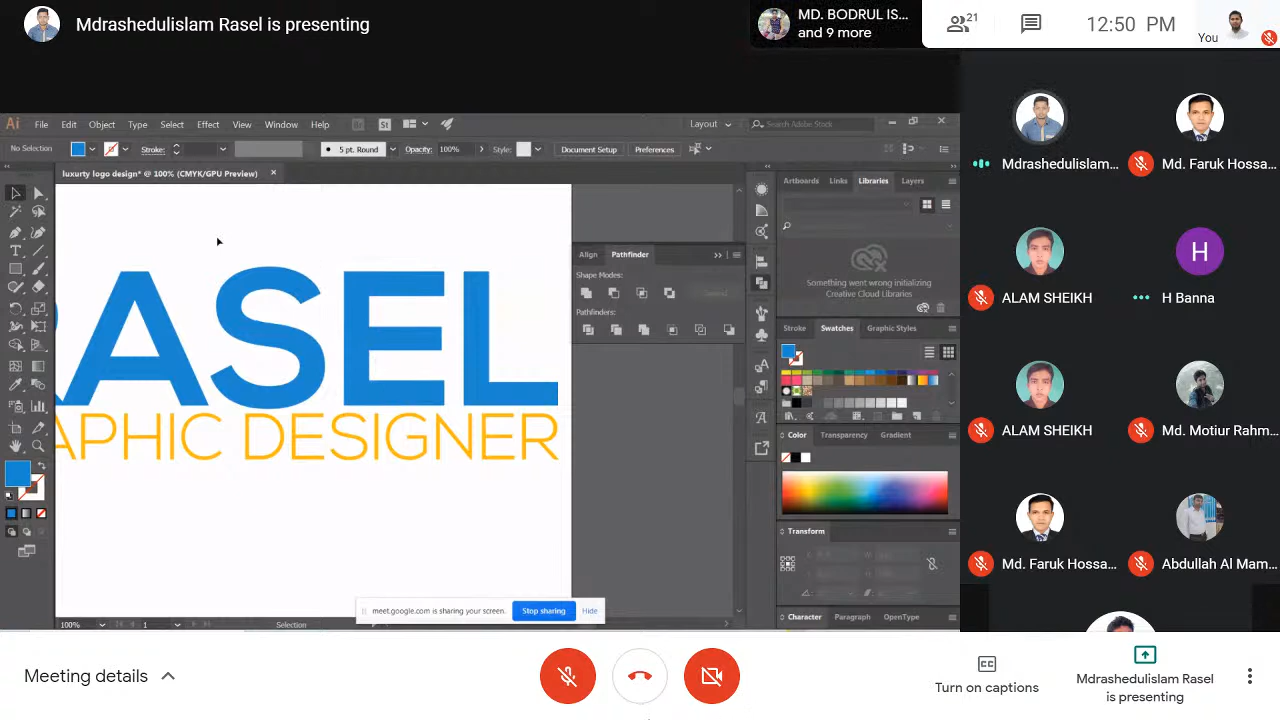 Mdrashedulislam Rasel is presenting
MD. BODRUL IS...
and 9 more
21
12:50 PM
You
Ai File Edit Object Type Select Effect View Window Help
Br St
Layout
Search Adobe Stock
No Selection
Stroke:
5 pt. Round
Opacity: 100%
Style:
Document Setup
Preferences
luxurty logo design* @ 100% (CMYK/GPU Preview)
ASEL
APHIC DESIGNER
Align Pathfinder
Shape Modes:
Expand
Pathfinders:
Artboards Links Libraries Layers
Something went wrong initializing
Creative Cloud Libraries
Stroke Swatches Graphic Styles
Color Transparency Gradient
Transform
Character Paragraph OpenType
100%
1
Selection
meet.google.com is sharing your screen.
Stop sharing
Hide
Mdrashedulislam...
Md. Faruk Hossa...
ALAM SHEIKH
H
H Banna
ALAM SHEIKH
Md. Motiur Rahm...
Md. Faruk Hossa...
Abdullah Al Mam...
Meeting details
Turn on captions
Mdrashedulislam Rasel
is presenting